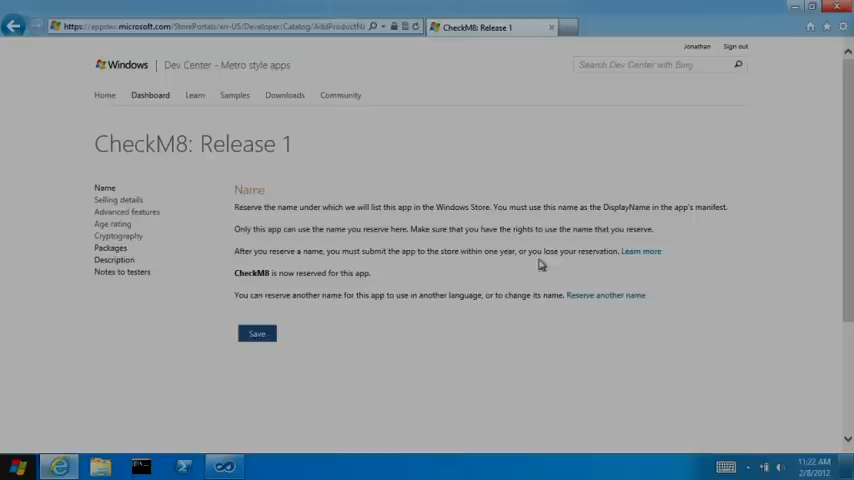 https://appdev.microsoft.com/StorePortals/en-US/Developer/Catalog/AddProductN
CheckM8: Release 1
Jonathan Sign out
Windows Dev Center - Metro style apps
Search Dev Center with Bing
Home Dashboard Learn Samples Downloads Community
CheckM8: Release 1
Name
Selling details
Advanced features
Age rating
Cryptography
Packages
Description
Notes to testers
Name
Reserve the name under which we will list this app in the Windows Store. You must use this name as the DisplayName in the app's manifest.
Only this app can use the name you reserve here. Make sure that you have the rights to use the name that you reserve.
After you reserve a name, you must submit the app to the store within one year, or you lose your reservation. Learn more
CheckM8 is now reserved for this app.
You can reserve another name for this app to use in another language, or to change its name. Reserve another name
Save
11:22 AM
2/8/2012